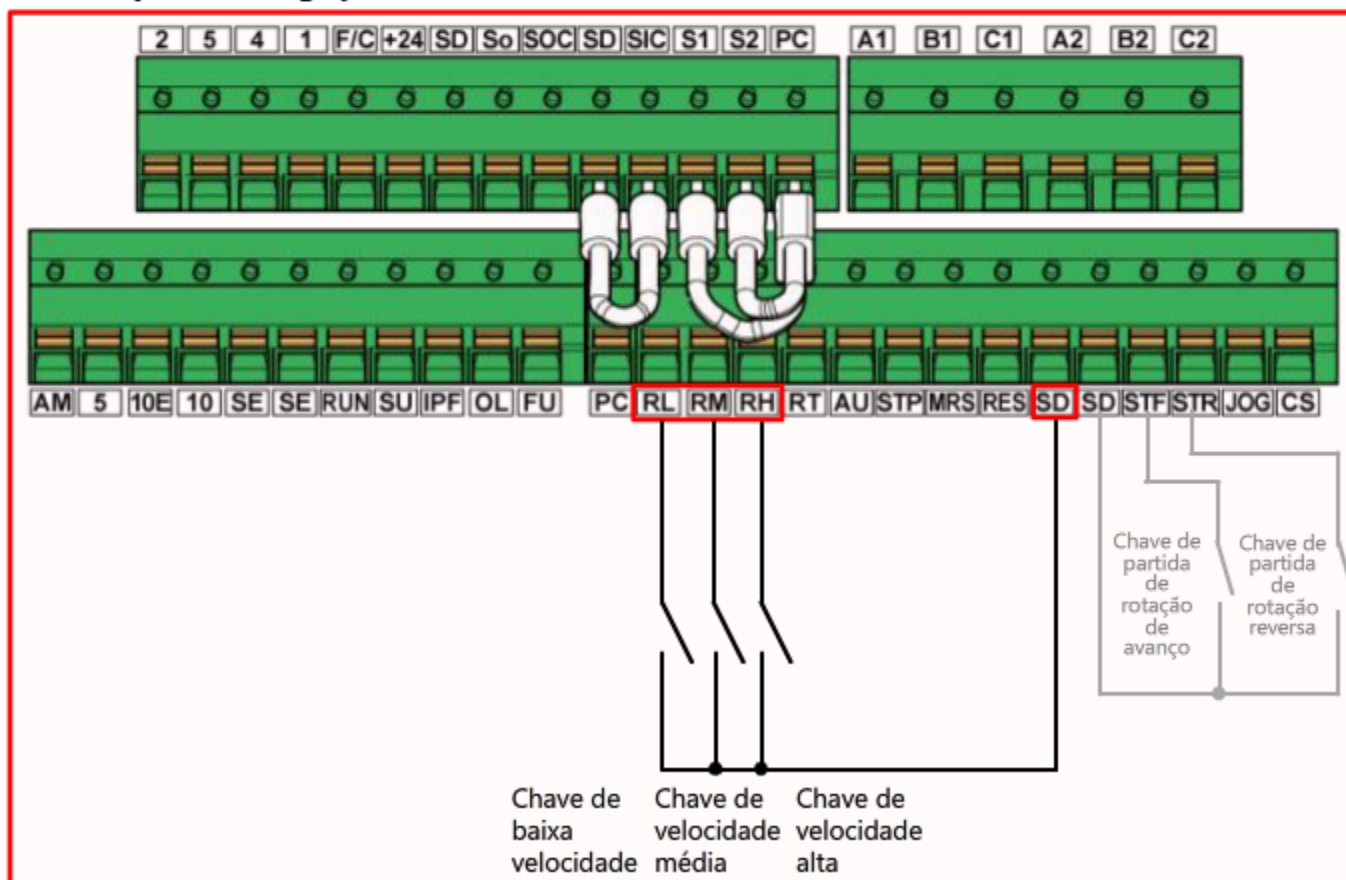 2 5 4 1 F/C +24 SD So SOC SD SIC S1 S2 PC A1 B1 C1 A2 B2 C2
AM 5 10E 10 SE SE RUN SU IPF OL FU PC RL RM RH RT AU STP MRS RES SD SD STF STR JOG CS
Chave de
partida
de
rotação
de
avanço
Chave de
partida
de
rotação
reversa
Chave de
baixa
velocidade
Chave de
velocidade
média
Chave de
velocidade
alta